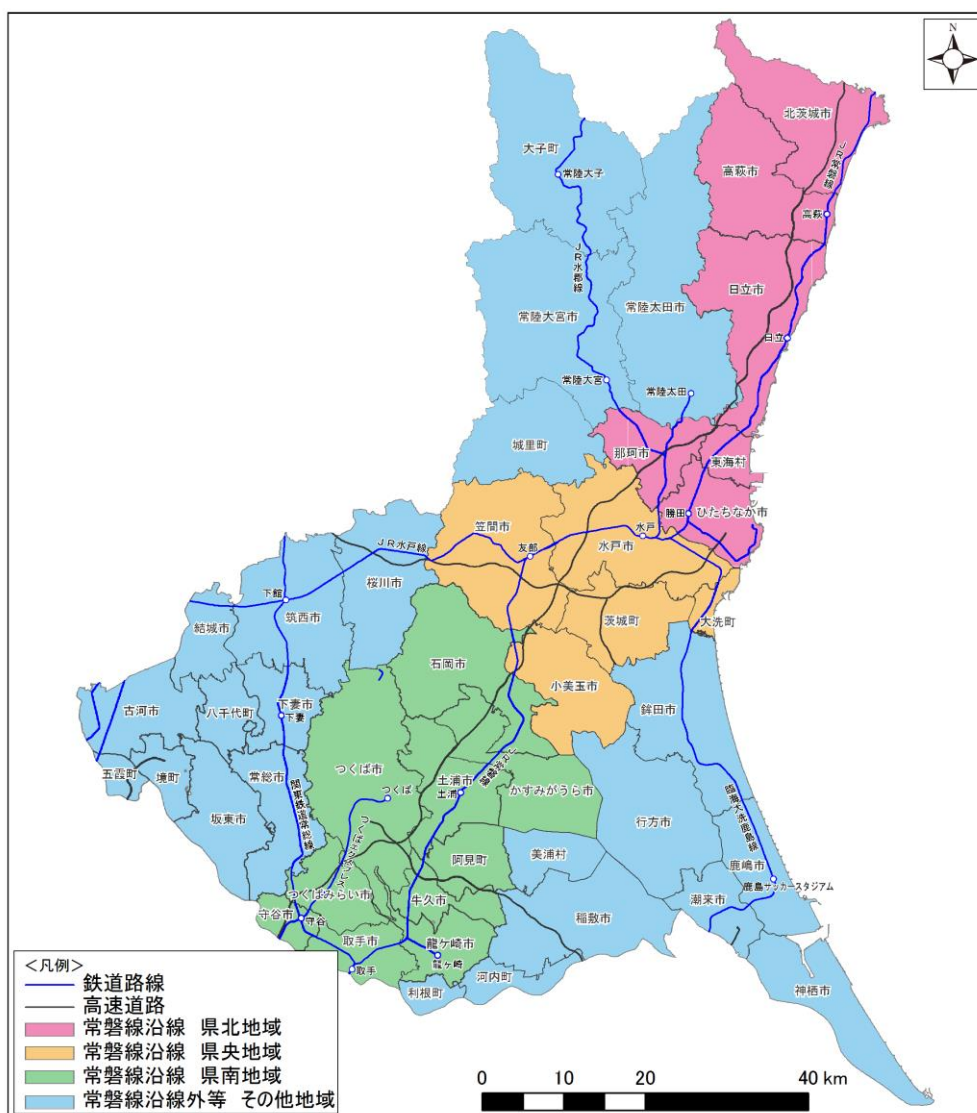 N
北茨城市
大子町
JR常磐線
高萩市
常陸大子
高萩
JR水郡線
日立市
常陸太田市
常陸大宮市
日立
常陸大宮
常陸太田
城里町
那珂市
東海村
勝田
ひたちなか市
笠間市
水戸
JR水戸線
友部
水戸市
桜川市
下館
筑西市
茨城町
大洗町
結城市
石岡市
小美玉市
下妻市
鉾田市
古河市
八千代町
下妻
つくば市
JR常磐線
五霞町
境町
常総市
土浦市
つくば
土浦
かすみがうら市
関東鉄道常総線
臨海大洗鹿島線
坂東市
つくばエクスプレス
行方市
阿見町
美浦村
鹿嶋市
鹿島サッカースタジアム
つくばみらい市
牛久市
潮来市
守谷市
守谷
稲敷市
取手市
龍ケ崎市
龍ヶ崎
取手
河内町
利根町
神栖市
<凡例>
鉄道路線
高速道路
常磐線沿線 県北地域
常磐線沿線 県央地域
常磐線沿線 県南地域
常磐線沿線外等 その他地域
0 10 20 40 km